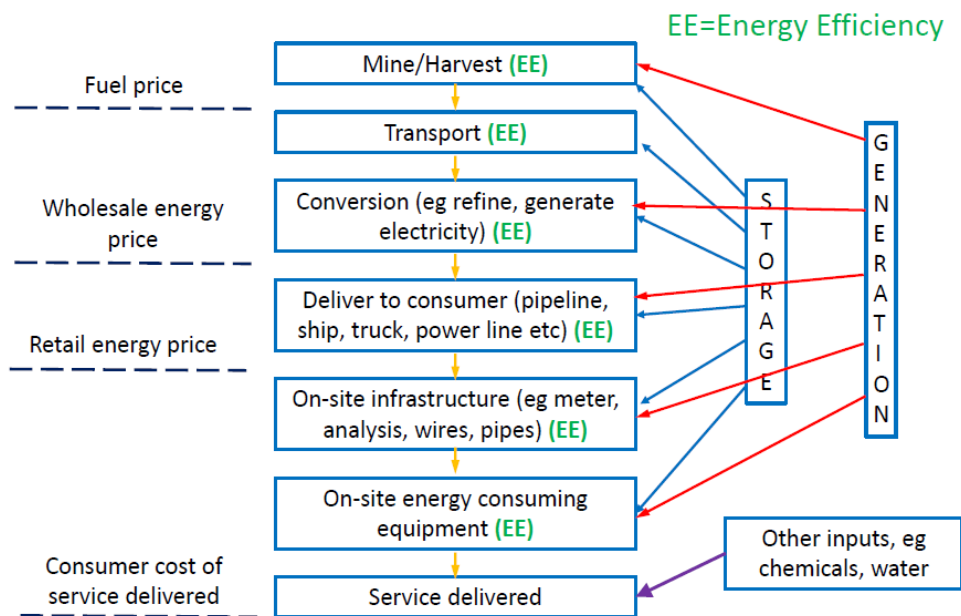 EE=Energy Efficiency
Mine/Harvest (EE)
Fuel price
Transport (EE)
Conversion (eg refine, generate
electricity) (EE)
Wholesale energy
price
Deliver to consumer (pipeline,
ship, truck, power line etc) (EE)
Retail energy price
On-site infrastructure (eg meter,
analysis, wires, pipes) (EE)
On-site energy consuming
equipment (EE)
Consumer cost of
service delivered
Service delivered
STORAGE
GENERATION
Other inputs, eg
chemicals, water